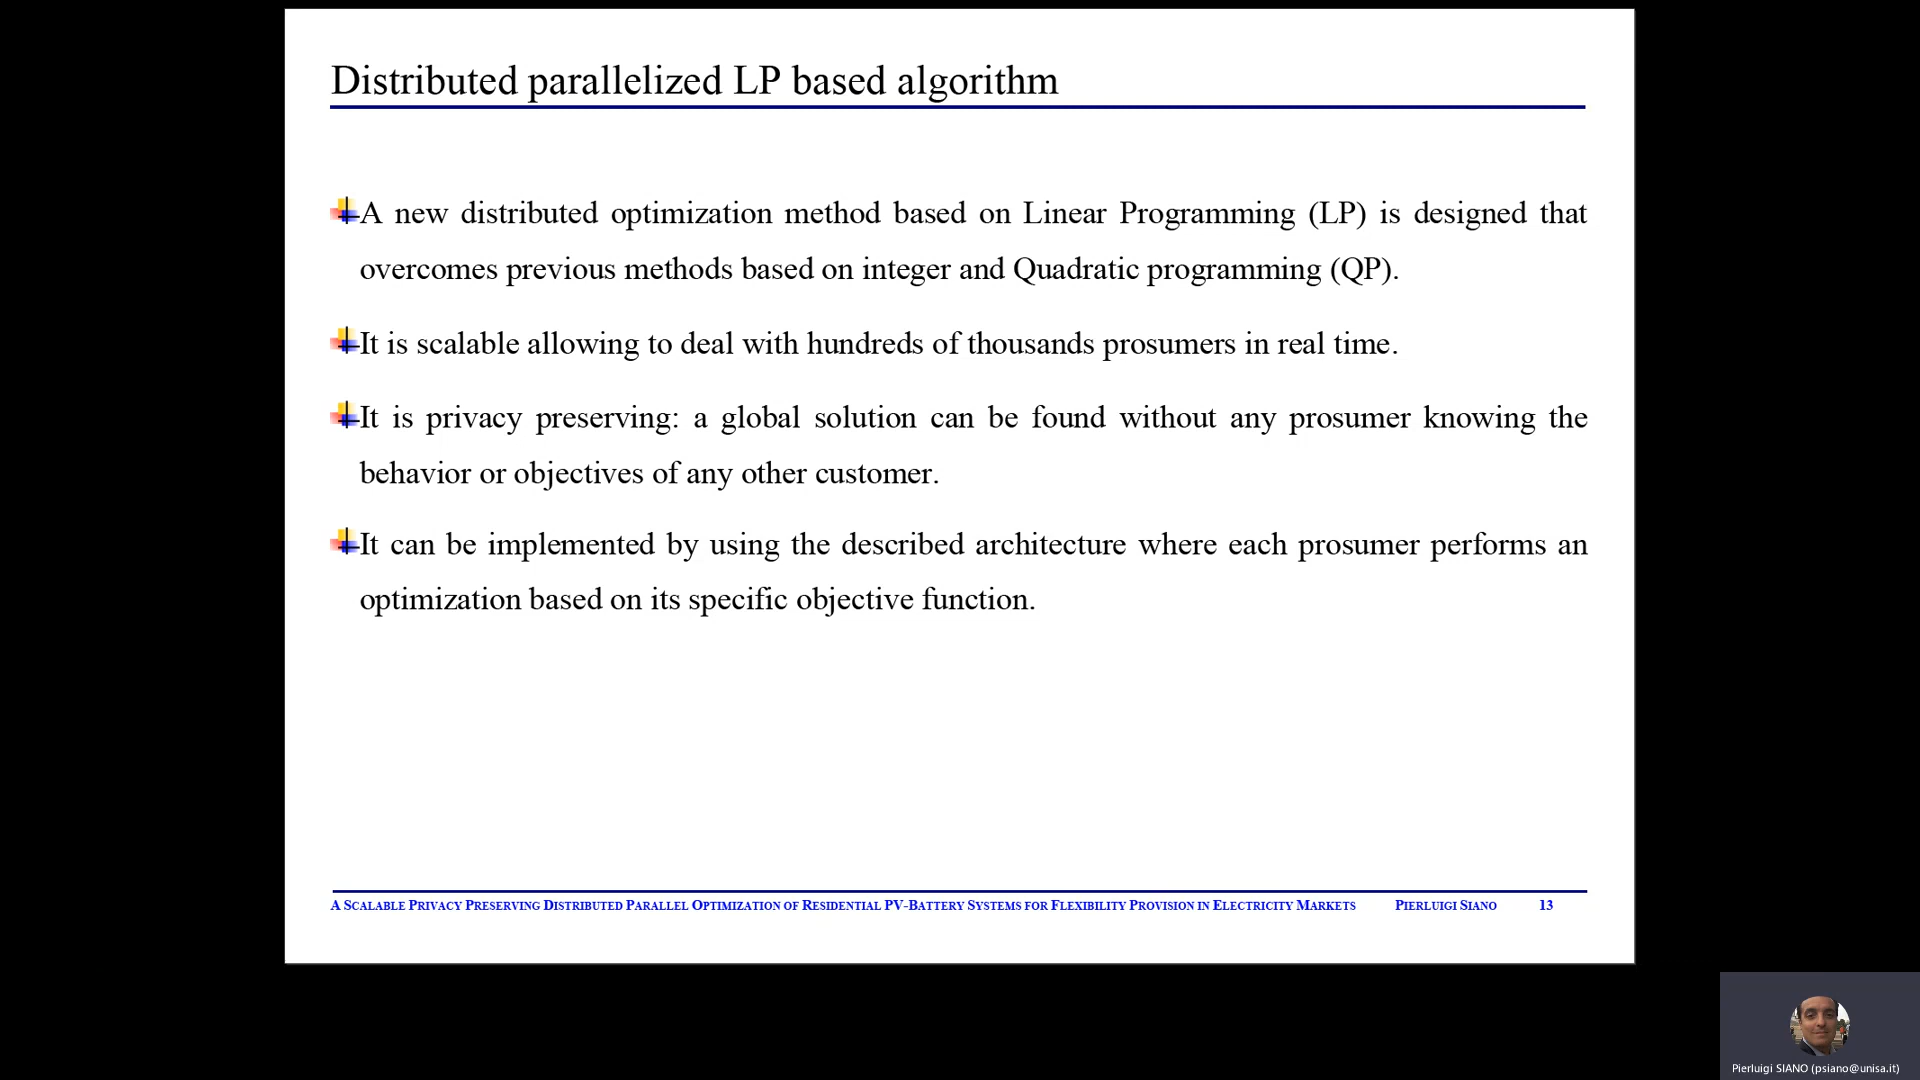 Distributed parallelized LP based algorithm
A new distributed optimization method based on Linear Programming (LP) is designed that
overcomes previous methods based on integer and Quadratic programming (QP).
It is scalable allowing to deal with hundreds of thousands prosumers in real time.
It is privacy preserving: a global solution can be found without any prosumer knowing the
behavior or objectives of any other customer.
It can be implemented by using the described architecture where each prosumer performs an
optimization based on its specific objective function.
A Scalable Privacy Preserving Distributed Parallel Optimization of Residential PV-Battery Systems for Flexibility Provision in Electricity Markets Pierluigi Siano 13
Pierluigi SIANO (psiano@unisa.it)